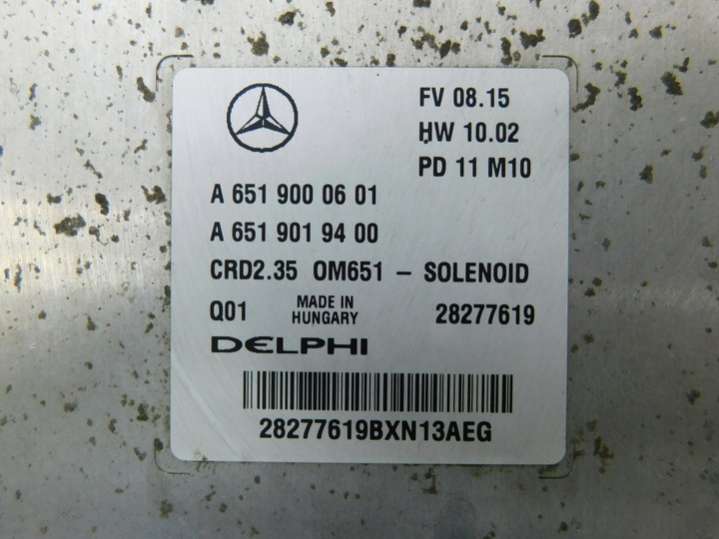 FV 08.15
HW 10.02
PD 11 M10
A 651 900 06 01
A 651 901 94 00
CRD2.35 OM651 – SOLENOID
Q01 MADE IN HUNGARY 28277619
DELPHI
28277619BXN13AEG